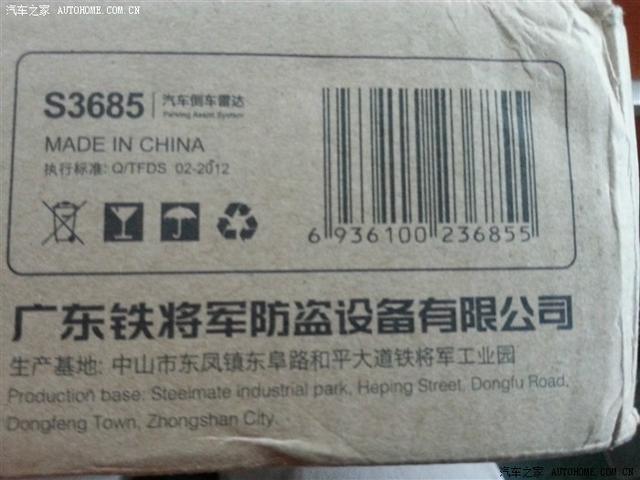 汽车之家 AUTOHOME.COM.CN
S3685 汽车倒车雷达
Parking Assist System
MADE IN CHINA
执行标准: Q/TFDS 02-2012
6 936100 236855
广东铁将军防盗设备有限公司
生产基地: 中山市东凤镇东阜路和平大道铁将军工业园
Production base: Steelmate industrial park, Heping Street, Dongfu Road,
Dongfeng Town, Zhongshan City.
汽车之家 AUTOHOME.COM.CN